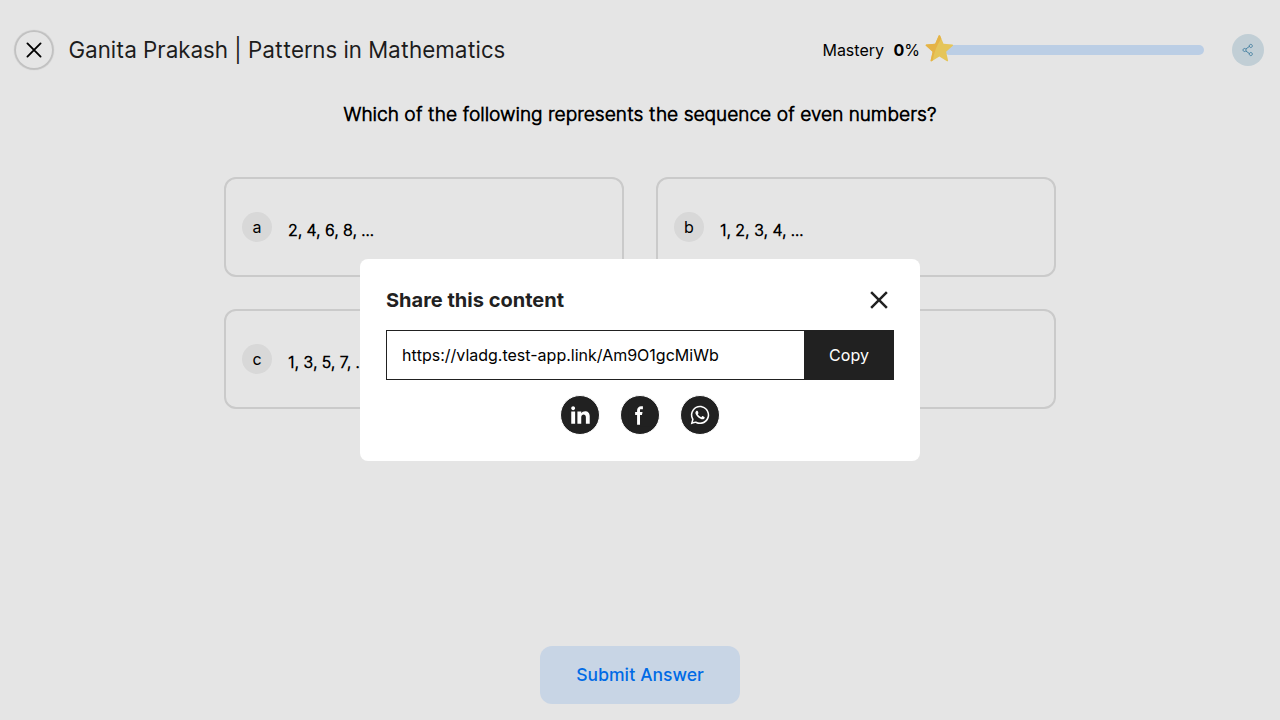 Ganita Prakash | Patterns in Mathematics
Mastery 0%
Which of the following represents the sequence of even numbers?
a 2, 4, 6, 8, ...
b 1, 2, 3, 4, ...
c 1, 3, 5, 7, .
Share this content
https://vladg.test-app.link/Am9O1gcMiWb
Copy
Submit Answer